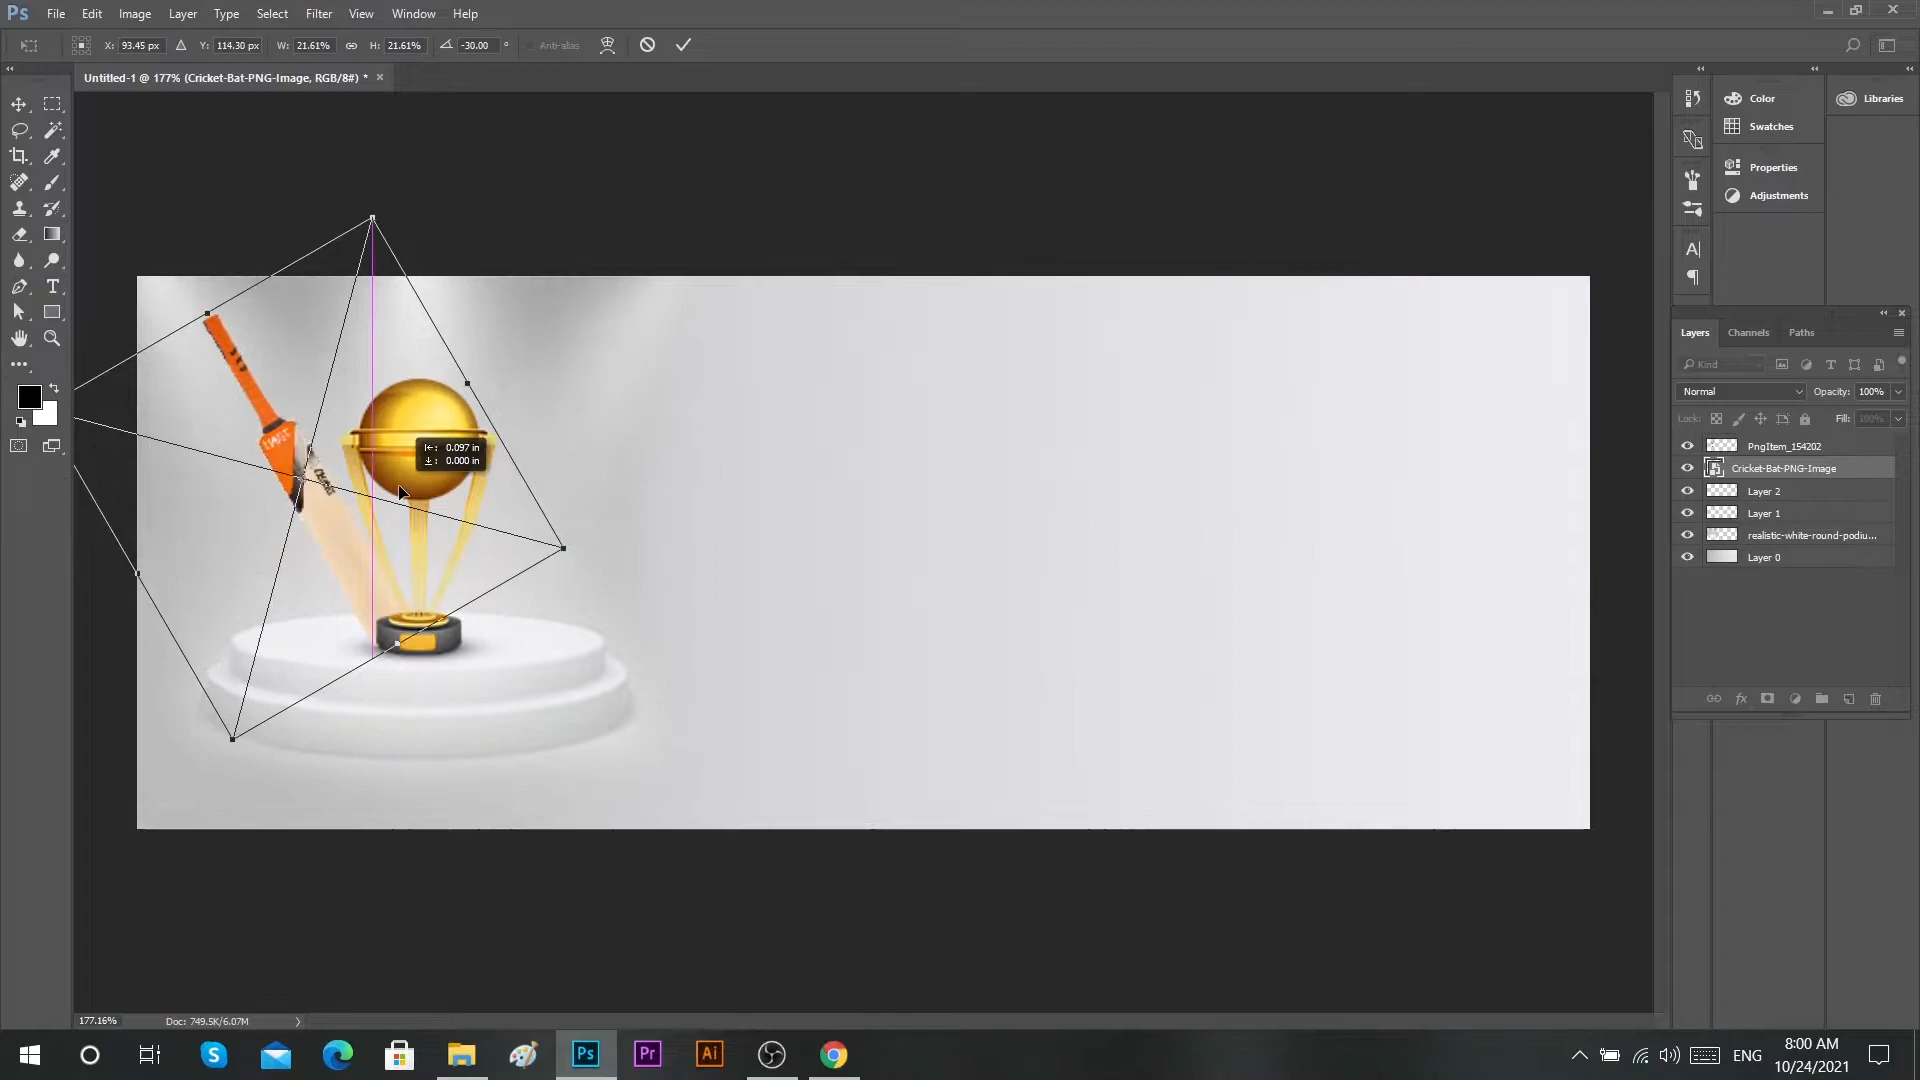 Ps File Edit Image Layer Type Select Filter 3D View Window Help
X: 93.45 px Y: 114.30 px W: 21.61% H: 21.61% -30.00 ° Anti-alias
Untitled-1 @ 177% (Cricket-Bat-PNG-Image, RGB/8#) * ×
Color
Swatches
Properties
Adjustments
Libraries
Layers Channels Paths
Kind
Normal Opacity: 100%
Lock: Fill: 100%
PngItem_154202
Cricket-Bat-PNG-Image
Layer 2
Layer 1
realistic-white-round-podiu...
Layer 0
0.097 in
0.000 in
177.16% Doc: 749.5K/6.07M
Ps Pr Ai
ENG
8:00 AM
10/24/2021